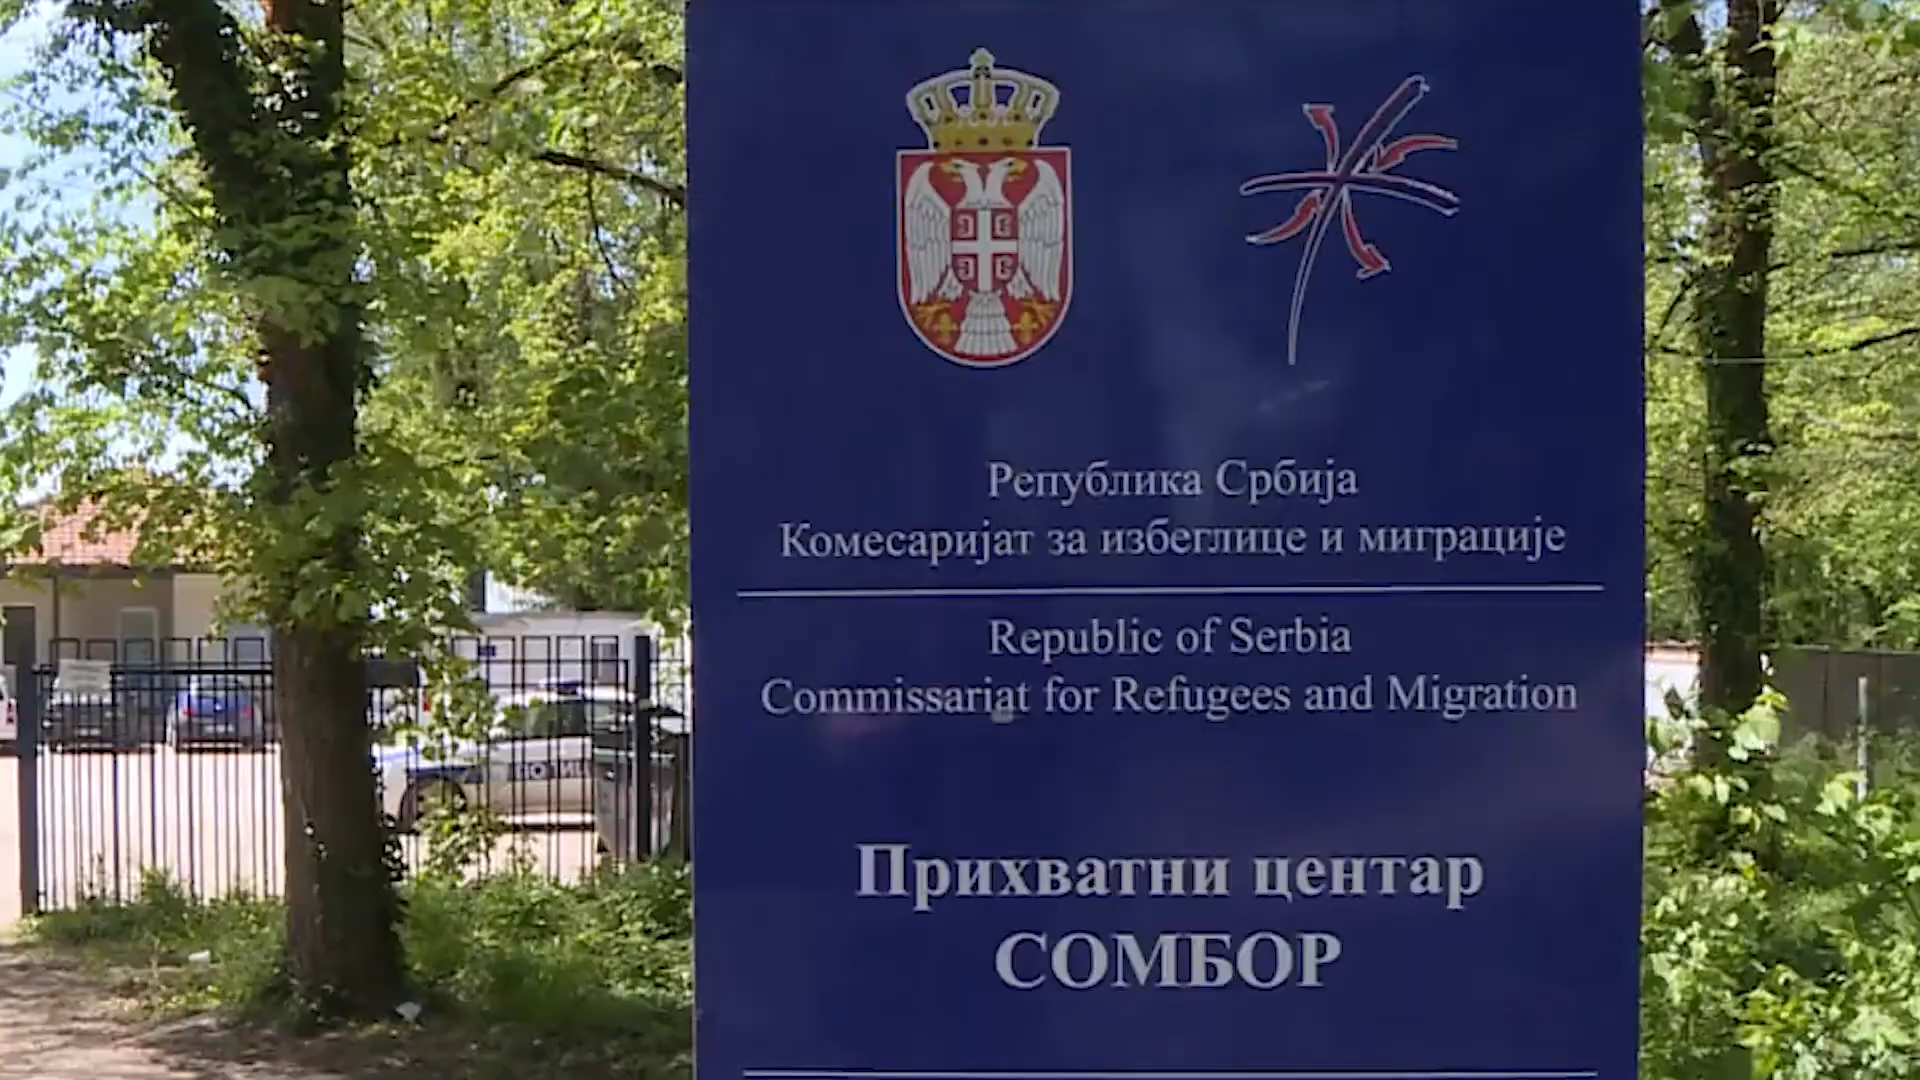 Република Србија
Комесаријат за избеглице и миграције
Republic of Serbia
Commissariat for Refugees and Migration
Прихватни центар
СОМБОР